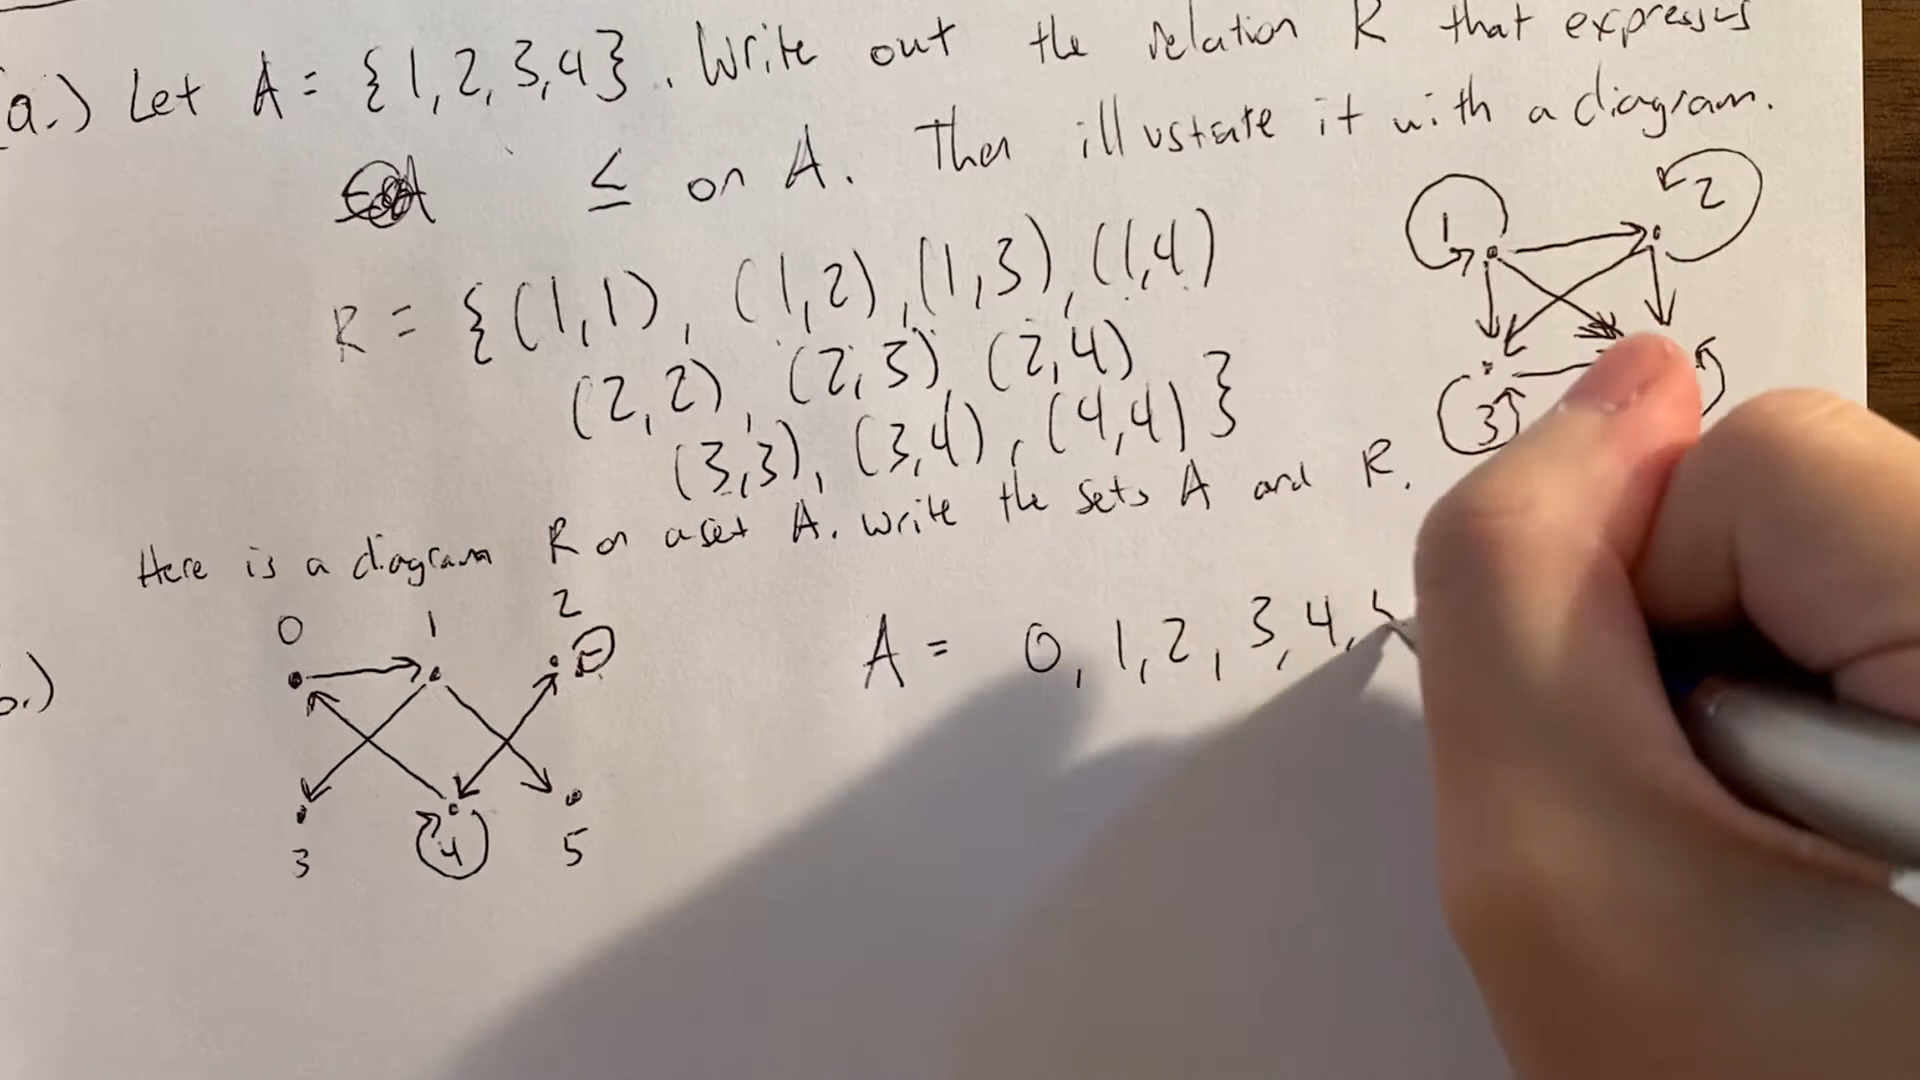 (a.) Let A = {1,2,3,4}. Write out the relation R that expresses
≤ on A. Then illustrate it with a diagram.
R = {(1,1), (1,2), (1,3), (1,4)
(2,2), (2,3), (2,4)
(3,3), (3,4), (4,4)}
1 2
3
Here is a diagram R on a set A. write the sets A and R.
b.)
0 1 2
3 4 5
A = 0, 1, 2, 3, 4,